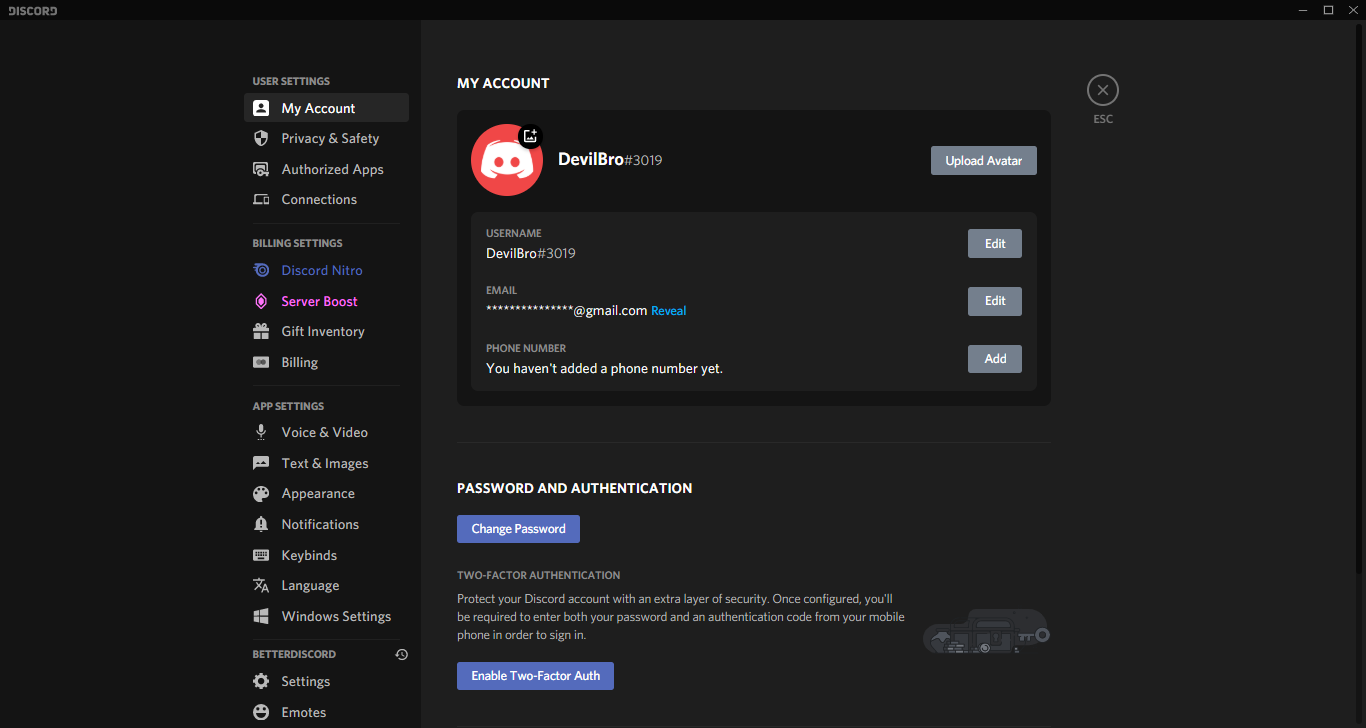 DISCORD
USER SETTINGS
My Account
Privacy & Safety
Authorized Apps
Connections
BILLING SETTINGS
Discord Nitro
Server Boost
Gift Inventory
Billing
APP SETTINGS
Voice & Video
Text & Images
Appearance
Notifications
Keybinds
Language
Windows Settings
BETTERDISCORD
Settings
Emotes
MY ACCOUNT
ESC
DevilBro#3019
Upload Avatar
USERNAME
DevilBro#3019
Edit
EMAIL
***************@gmail.com Reveal
Edit
PHONE NUMBER
You haven't added a phone number yet.
Add
PASSWORD AND AUTHENTICATION
Change Password
TWO-FACTOR AUTHENTICATION
Protect your Discord account with an extra layer of security. Once configured, you'll
be required to enter both your password and an authentication code from your mobile
phone in order to sign in.
Enable Two-Factor Auth